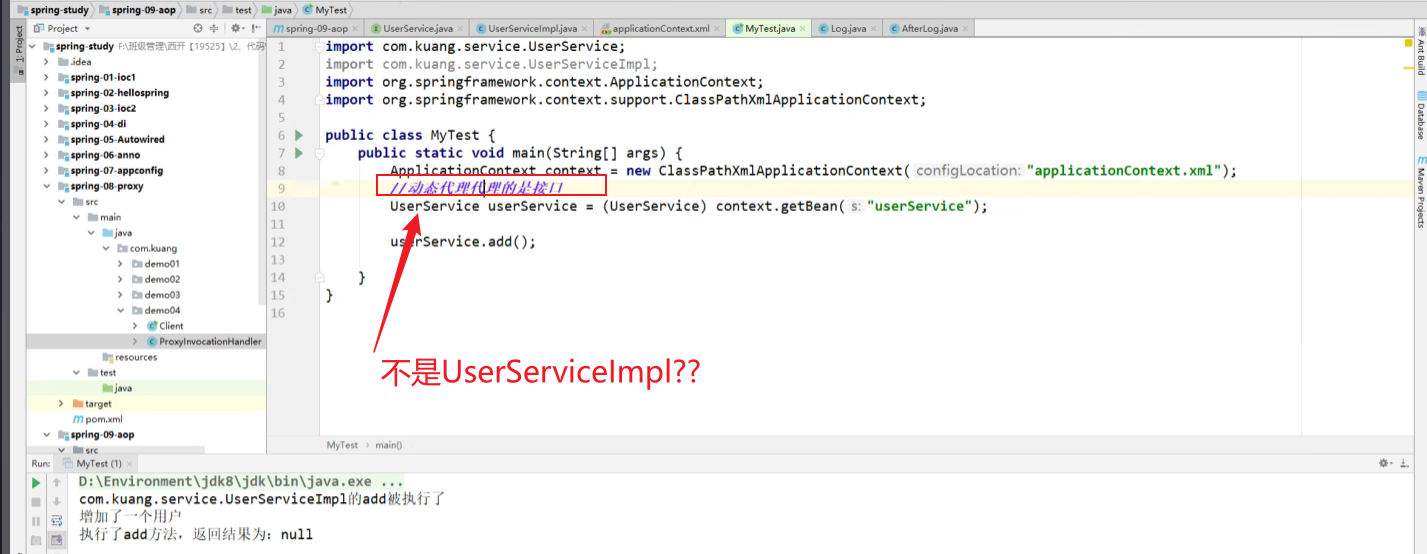 spring-study
spring-09-aop
src
test
java
MyTest
Project
spring-09-aop
UserService.java
UserServiceImpl.java
applicationContext.xml
MyTest.java
Log.java
AfterLog.java
1: Project
spring-study F:\班级管理\西开【19525】\2、代码
.idea
spring-01-ioc1
spring-02-hellospring
spring-03-ioc2
spring-04-di
spring-05-Autowired
spring-06-anno
spring-07-appconfig
spring-08-proxy
src
main
java
com.kuang
demo01
demo02
demo03
demo04
Client
ProxyInvocationHandler
resources
test
java
target
pom.xml
spring-09-aop
src
1 import com.kuang.service.UserService;
2 import com.kuang.service.UserServiceImpl;
3 import org.springframework.context.ApplicationContext;
4 import org.springframework.context.support.ClassPathXmlApplicationContext;
5
6 public class MyTest {
7 public static void main(String[] args) {
8 ApplicationContext context = new ClassPathXmlApplicationContext( configLocation: "applicationContext.xml");
9 //动态代理代理的是接口
10 UserService userService = (UserService) context.getBean( s: "userService");
11
12 userService.add();
13
14 }
15 }
16
不是UserServiceImpl??
MyTest
main()
Ant Build
Database
Maven Projects
Run:
MyTest (1)
D:\Environment\jdk8\jdk\bin\java.exe ...
com.kuang.service.UserServiceImpl的add被执行了
增加了一个用户
执行了add方法，返回结果为：null